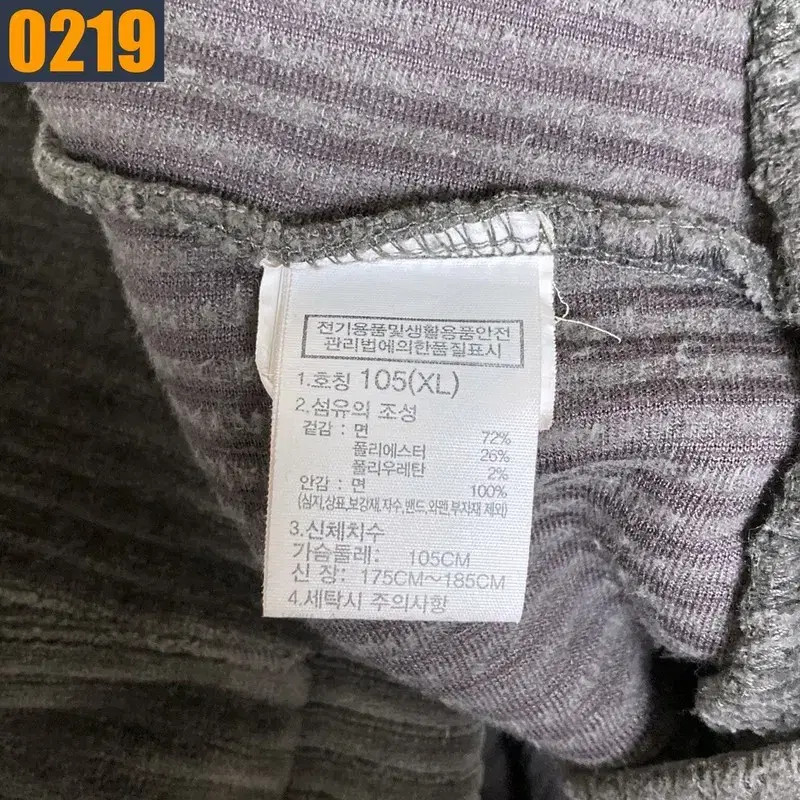 0219
전기용품및생활용품안전
관리법에의한품질표시
1.호칭 105(XL)
2.섬유의 조성
겉감 : 면 72%
폴리에스터 26%
폴리우레탄 2%
안감 : 면 100%
(심지,상표,보강재,자수,밴드,와펜,부자재 제외)
3.신체치수
가슴둘레: 105CM
신 장: 175CM~185CM
4.세탁시 주의사항